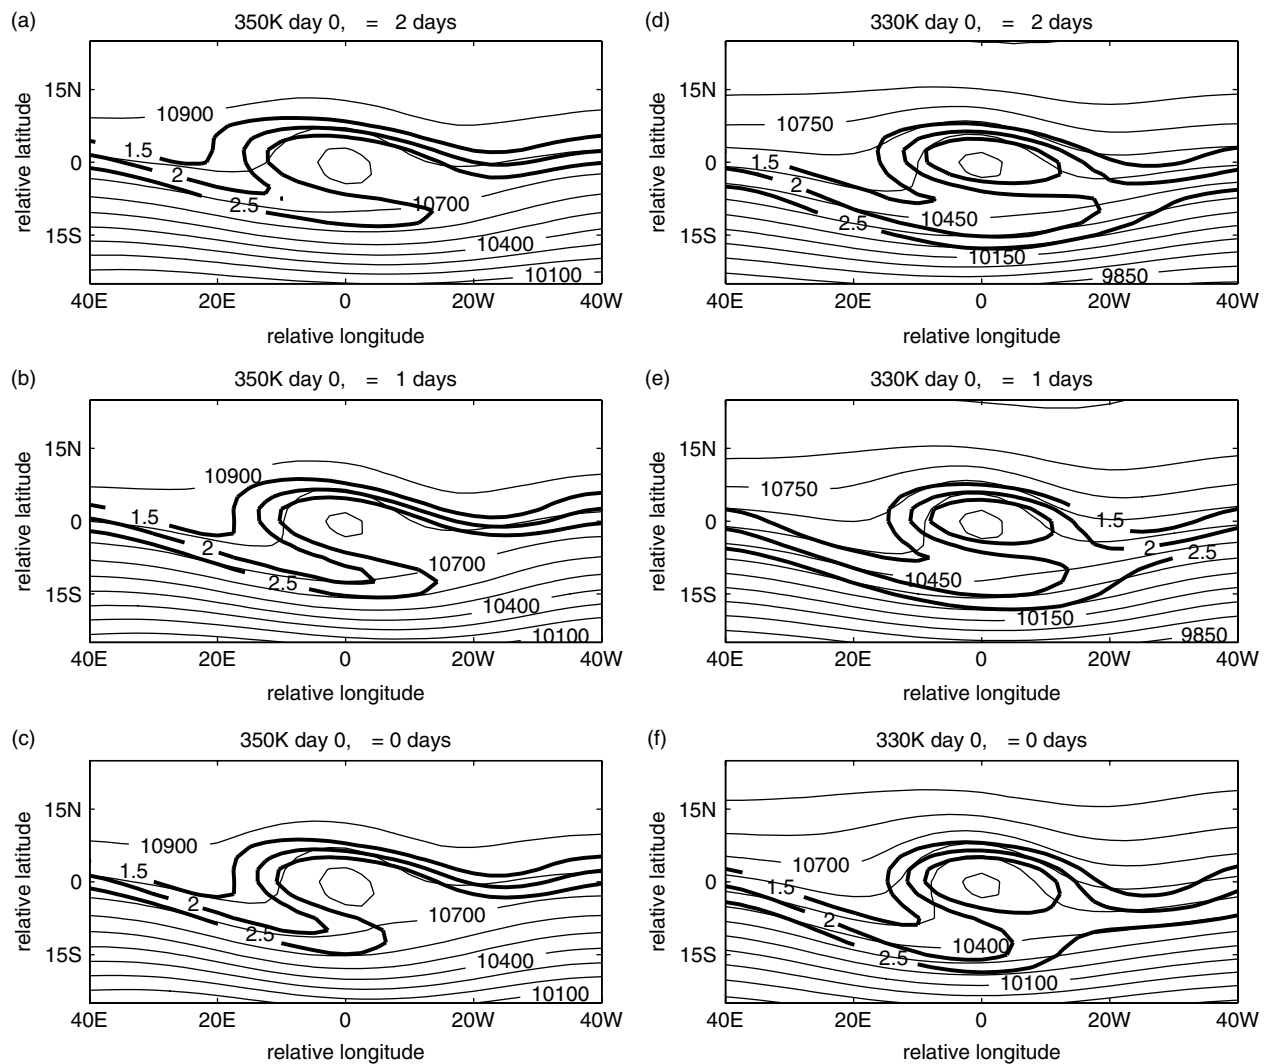 (a)
350K day 0,   =  2 days
relative latitude
15N
0
15S
10900
1.5
2
2.5
10700
10400
10100
40E 20E 0 20W 40W
relative longitude
(d)
330K day 0,   =  2 days
relative latitude
15N
0
15S
10750
1.5
2
2.5
10450
10150
9850
40E 20E 0 20W 40W
relative longitude
(b)
350K day 0,   =  1 days
relative latitude
15N
0
15S
10900
1.5
2
2.5
10700
10400
10100
40E 20E 0 20W 40W
relative longitude
(e)
330K day 0,   =  1 days
relative latitude
15N
0
15S
10750
1.5
2
2.5
10450
10150
9850
40E 20E 0 20W 40W
relative longitude
(c)
350K day 0,   = 0 days
relative latitude
15N
0
15S
10900
1.5
2
2.5
10700
10400
10100
40E 20E 0 20W 40W
relative longitude
(f)
330K day 0,   = 0 days
relative latitude
15N
0
15S
10700
1.5
2
2.5
10400
10100
40E 20E 0 20W 40W
relative longitude